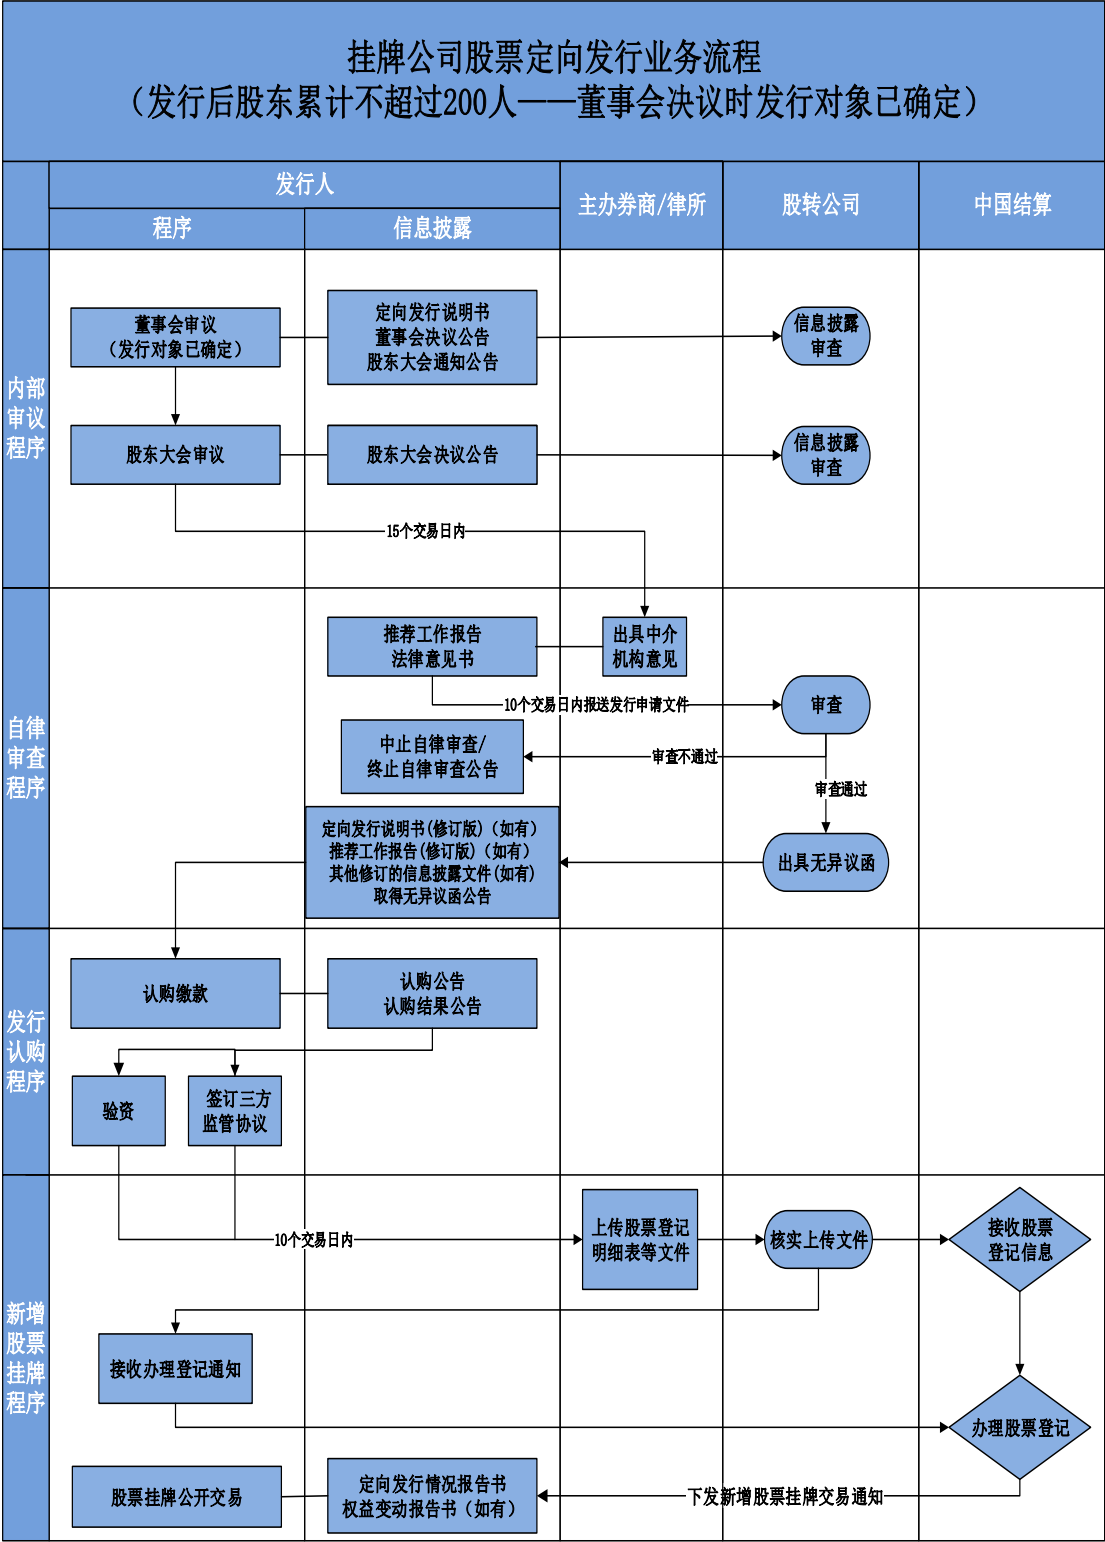 挂牌公司股票定向发行业务流程
（发行后股东累计不超过200人——董事会决议时发行对象已确定）
发行人
主办券商/律所
股转公司
中国结算
程序
信息披露
内部
审议
程序
董事会审议
（发行对象已确定）
定向发行说明书
董事会决议公告
股东大会通知公告
信息披露
审查
股东大会审议
股东大会决议公告
信息披露
审查
15个交易日内
自律
审查
程序
推荐工作报告
法律意见书
出具中介
机构意见
10个交易日内报送发行申请文件
审查
中止自律审查/
终止自律审查公告
审查不通过
审查通过
定向发行说明书(修订版)（如有）
推荐工作报告(修订版)（如有）
其他修订的信息披露文件(如有)
取得无异议函公告
出具无异议函
发行
认购
程序
认购缴款
认购公告
认购结果公告
验资
签订三方
监管协议
新增
股票
挂牌
程序
10个交易日内
上传股票登记
明细表等文件
核实上传文件
接收股票
登记信息
接收办理登记通知
办理股票登记
股票挂牌公开交易
定向发行情况报告书
权益变动报告书（如有）
下发新增股票挂牌交易通知